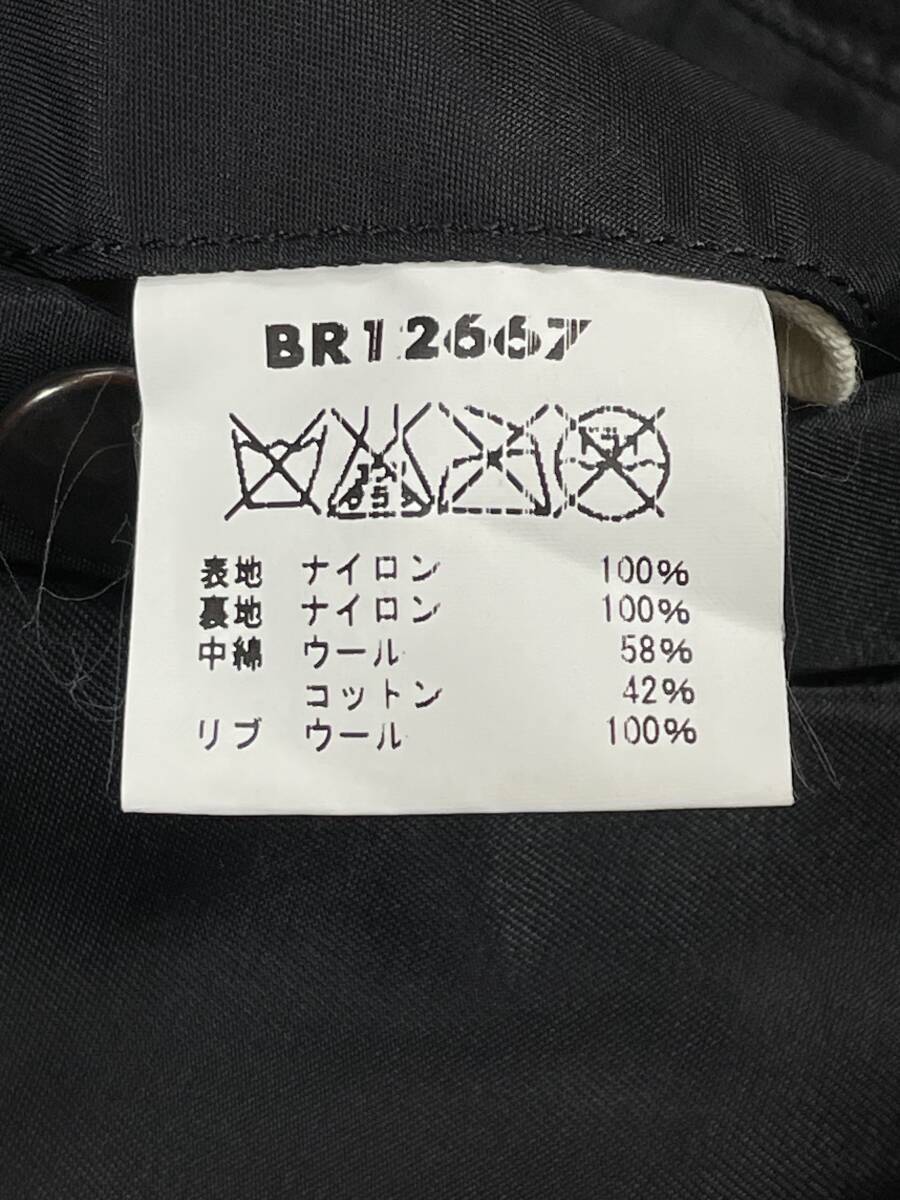 BR12667
表地 ナイロン 100%
裏地 ナイロン 100%
中綿 ウール 58%
コットン 42%
リブ ウール 100%